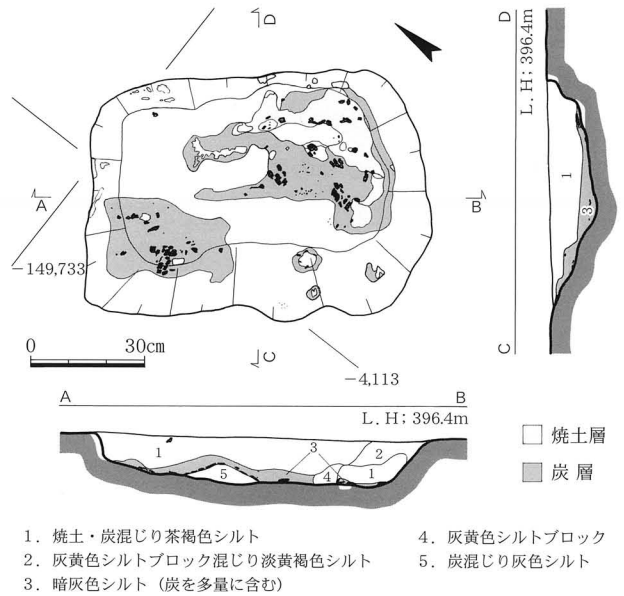 D
D
L. H; 396.4m
A
B
1
3
-149,733
0 30cm
C
C
-4,113
A
B
L. H; 396.4m
1
3
2
5
4
1
焼土層
炭 層
1. 焼土・炭混じり茶褐色シルト
2. 灰黄色シルトブロック混じり淡黄褐色シルト
3. 暗灰色シルト（炭を多量に含む）
4. 灰黄色シルトブロック
5. 炭混じり灰色シルト